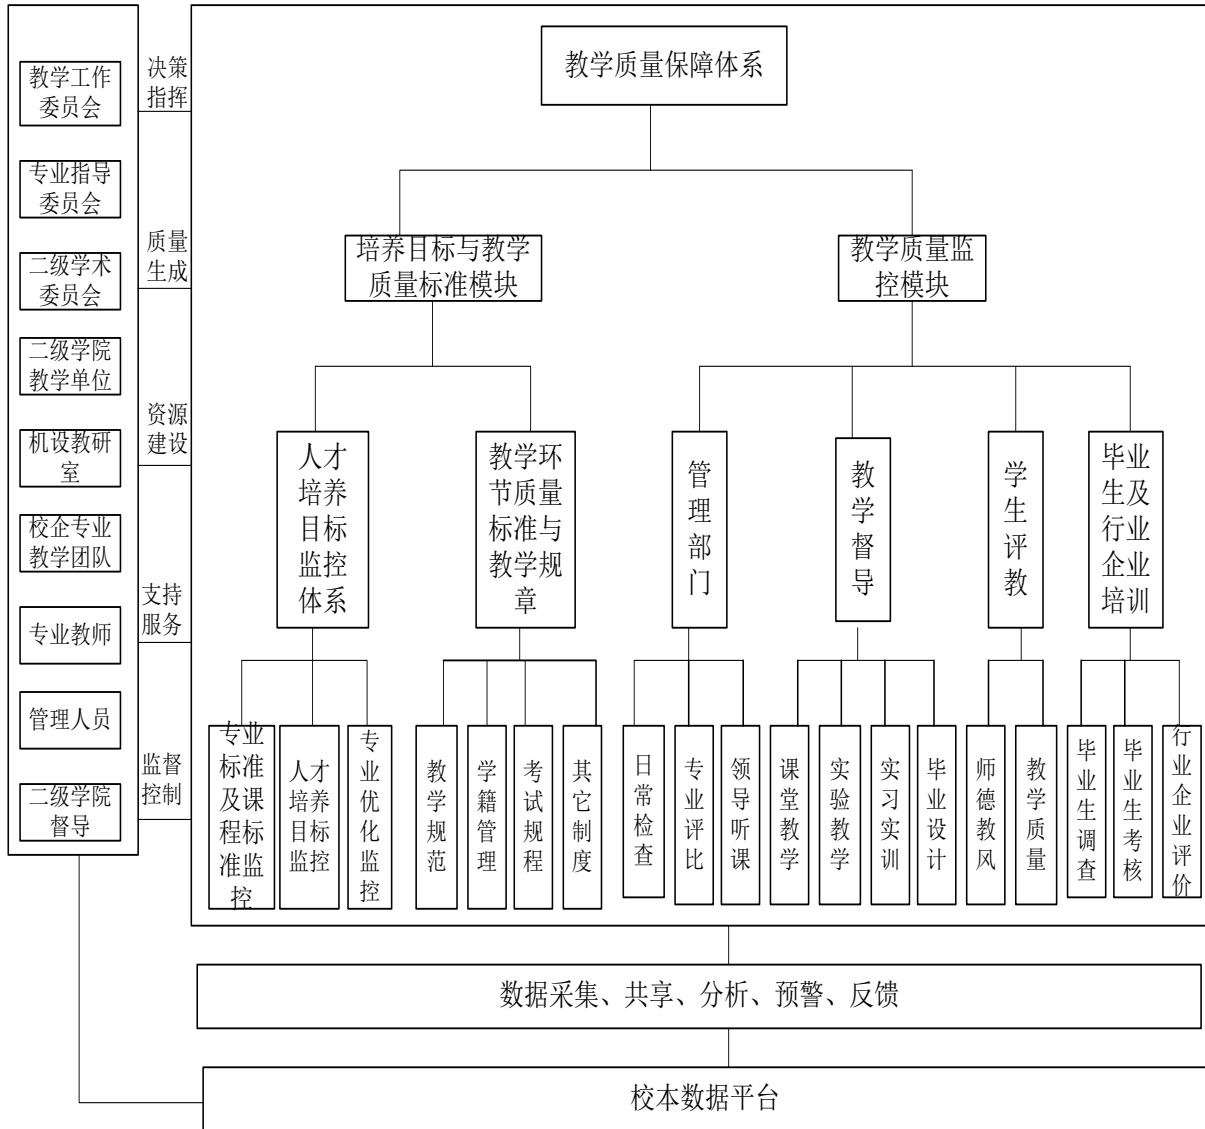 教学工作
委员会
专业指导
委员会
二级学术
委员会
二级学院
教学单位
机设教研
室
校企专业
教学团队
专业教师
管理人员
二级学院
督导
决策
指挥
质量
生成
资源
建设
支持
服务
监督
控制
教学质量保障体系
培养目标与教学
质量标准模块
教学质量监
控模块
人才
培养
目标
监控
体系
教学环
节质量
标准与
教学规
章
管理部门
教学督导
学生评教
毕业
生及
行业
企业
培训
专业
标准
及课
程标
准监
控
人才
培养
目标
监控
专业优化监控
教学规范
学籍管理
考试规程
其它制度
日常检查
专业评比
领导听课
课堂教学
实验教学
实习实训
毕业设计
师德教风
教学质量
毕业生调查
毕业生考核
行业企业评价
数据采集、共享、分析、预警、反馈
校本数据平台